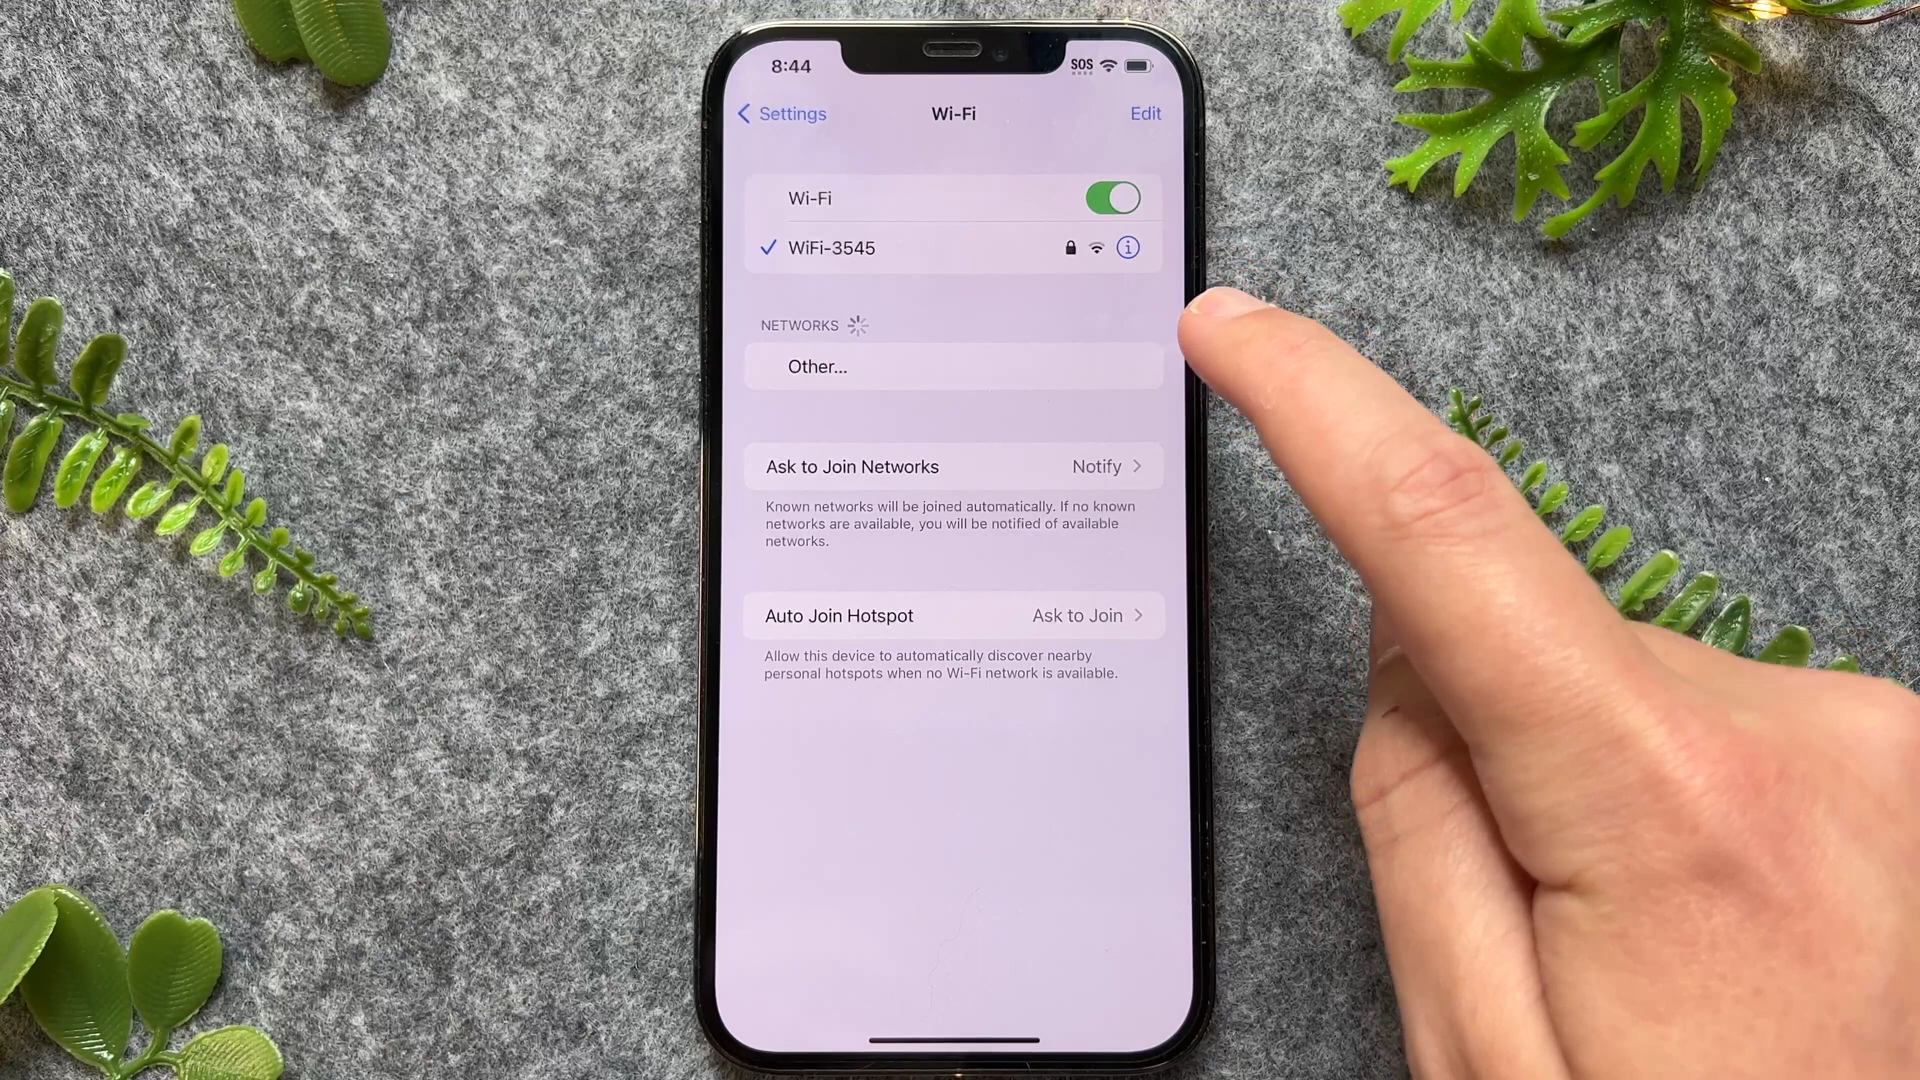 8:44
SOS
Settings
Wi-Fi
Edit
Wi-Fi
WiFi-3545
NETWORKS
Other...
Ask to Join Networks
Notify
Known networks will be joined automatically. If no known
networks are available, you will be notified of available
networks.
Auto Join Hotspot
Ask to Join
Allow this device to automatically discover nearby
personal hotspots when no Wi-Fi network is available.